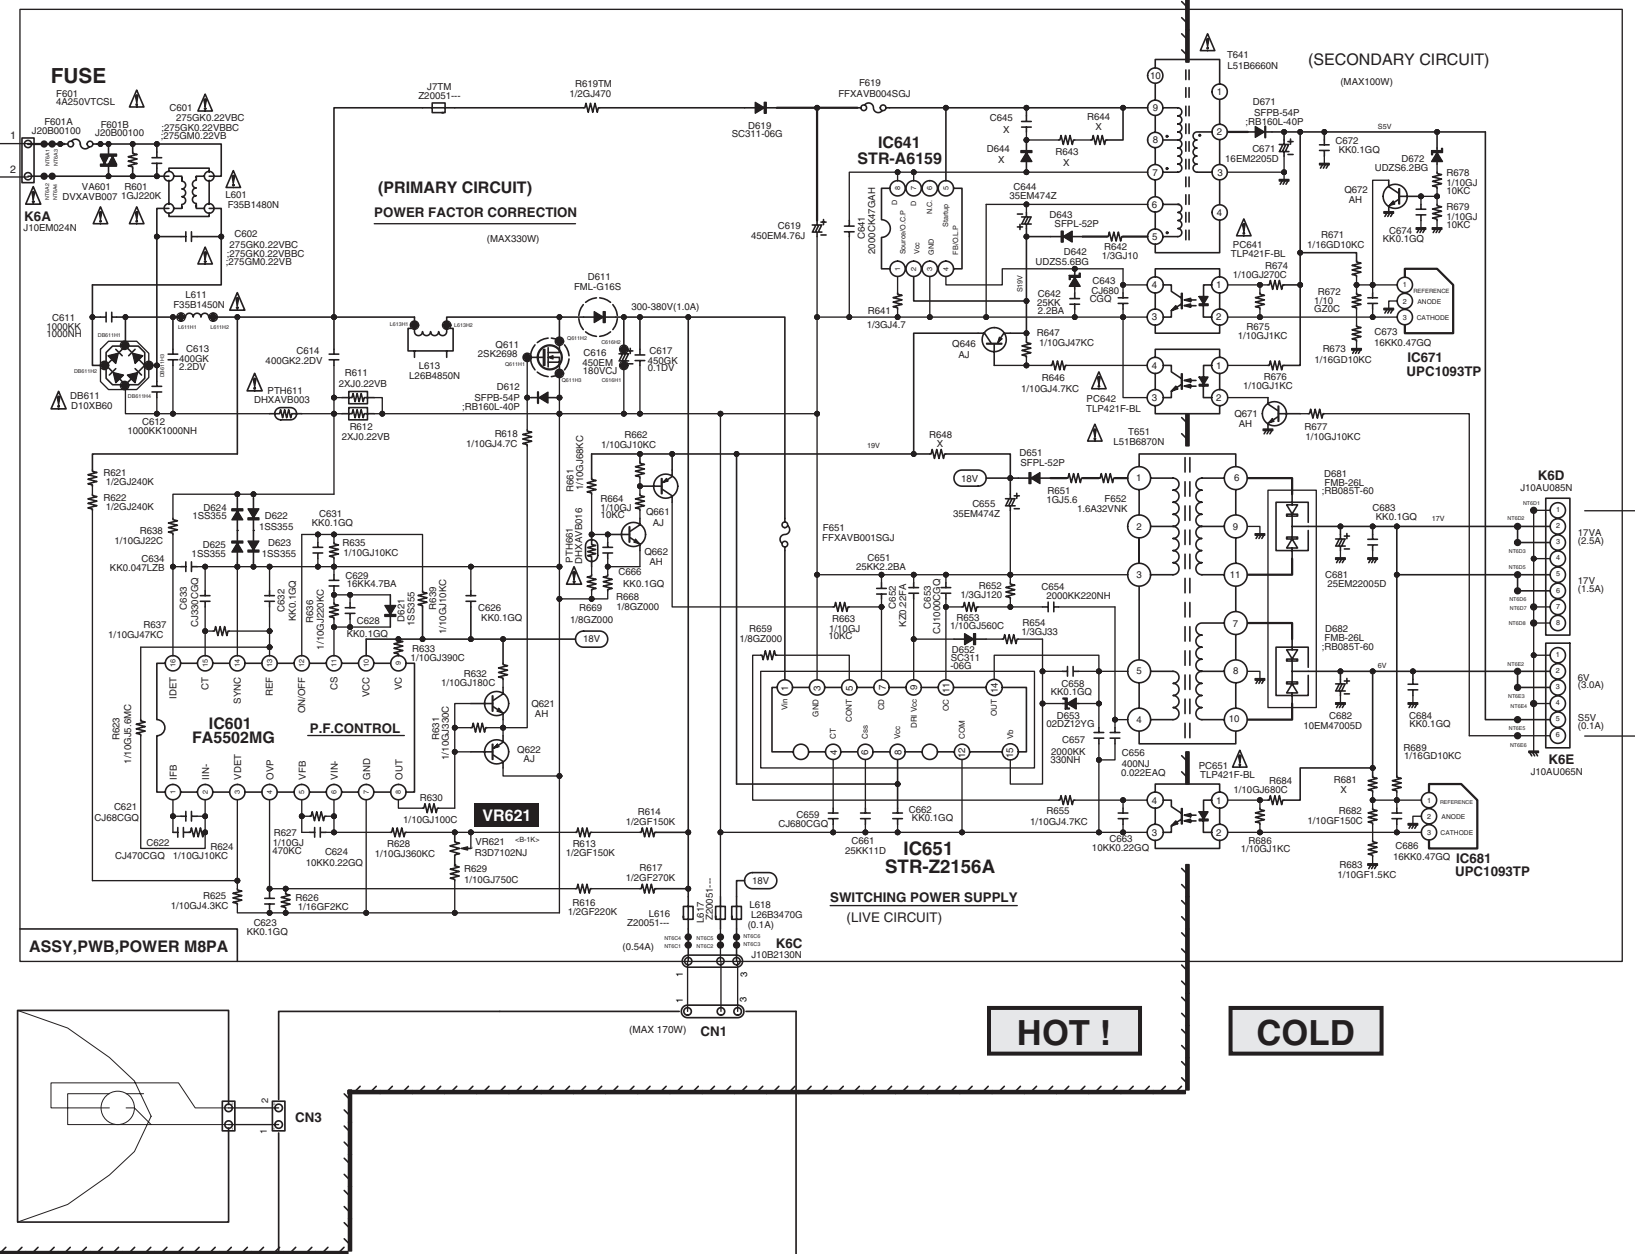 FUSE
F601
4A250VTCSL
F601A
J20B00100
F601B
J20B00100
C601
275GK0.22VBC
;275GK0.22VBBC
;275GM0.22VB
1
2
K6A
J10EM024N
VA601
DVXAVB007
R601
1GJ220K
L601
F35B1480N
C602
275GK0.22VBC
;275GK0.22VBBC
;275GM0.22VB
(PRIMARY CIRCUIT)
POWER FACTOR CORRECTION
(MAX330W)
J7TM
Z20051---
R619TM
1/2GJ470
D619
SC311-06G
F619
FFXAVB004SGJ
IC641
STR-A6159
C619
450EM4.76J
C641
2000CK47GAH
Source/O.C.P
Vcc
GND
FB/O.L.P
D
D
N.C.
Startup
R641
1/3GJ4.7
C645
X
R644
X
D644
X
R643
X
C644
35EM474Z
D643
SFPL-52P
D642
UDZS5.6BG
R642
1/3GJ10
C642
25KK
2.2BA
C643
CJ680
CGQ
S19V
Q646
AJ
R647
1/10GJ47KC
R646
1/10GJ4.7KC
T641
L51B6660N
(SECONDARY CIRCUIT)
(MAX100W)
D671
SFPB-54P
;RB160L-40P
C671
16EM2205D
S5V
C672
KK0.1GQ
D672
UDZS6.2BG
Q672
AH
R678
1/10GJ
10KC
R679
1/10GJ
10KC
C674
KK0.1GQ
R671
1/16GD10KC
PC641
TLP421F-BL
R674
1/10GJ270C
R672
1/10
GZ0C
R675
1/10GJ1KC
R673
1/16GD10KC
C673
16KK0.47GQ
REFERENCE
ANODE
CATHODE
IC671
UPC1093TP
R676
1/10GJ1KC
PC642
TLP421F-BL
Q671
AH
R677
1/10GJ10KC
L611
F35B1450N
C611
1000KK
1000NH
DB611
D10XB60
C613
400GK
2.2DV
C612
1000KK1000NH
PTH611
DHXAVB003
C614
400GK2.2DV
R611
2XJ0.22VB
R612
2XJ0.22VB
L613
L26B4850N
D611
FML-G16S
300-380V(1.0A)
Q611
2SK2698
C616
450EM
180VCJ
C617
450GK
0.1DV
D612
SFPB-54P
;RB160L-40P
R618
1/10GJ4.7C
R621
1/2GJ240K
R622
1/2GJ240K
R638
1/10GJ22C
C634
KK0.047LZB
D624
1SS355
D622
1SS355
D625
1SS355
D623
1SS355
C631
KK0.1GQ
R635
1/10GJ10KC
C629
16KK4.7BA
C633
CJ330CGQ
C632
KK0.1GQ
R636
1/10GJ220KC
C628
KK0.1GQ
D621
1SS355
R639
1/10GJ10KC
C626
KK0.1GQ
R637
1/10GJ47KC
R633
1/10GJ390C
R632
1/10GJ180C
R631
1/10GJ330C
Q621
AH
Q622
AJ
R623
1/10GJ5.6MC
IDET
CT
SYNC
REF
ON/OFF
CS
VCC
VC
IC601
FA5502MG
P.F.CONTROL
IFB
IIN-
VDET
OVP
VFB
VIN-
GND
OUT
C621
CJ68CGQ
C622
CJ470CGQ
R624
1/10GJ10KC
R625
1/10GJ4.3KC
R627
1/10GJ
470KC
R626
1/16GF2KC
C623
KK0.1GQ
C624
10KK0.22GQ
R628
1/10GJ360KC
R630
1/10GJ100C
VR621
VR621
R3D7102NJ
<B-1K>
R629
1/10GJ750C
R613
1/2GF150K
R614
1/2GF150K
R616
1/2GF220K
R617
1/2GF270K
R661
1/10GJ68KC
R662
1/10GJ10KC
R664
1/10GJ
10KC
Q661
AJ
Q662
AH
PTH661
DHXAVB016
C666
KK0.1GQ
R669
1/8GZ000
R668
1/8GZ000
18V
19V
R648
X
18V
D651
SFPL-52P
R651
1GJ5.6
F652
1.6A32VNK
C655
35EM474Z
T651
L51B6870N
F651
FFXAVB001SGJ
C651
25KK2.2BA
C652
KZ0.22FA
C653
CJ1000CGQ
R652
1/3GJ120
C654
2000KK220NH
R663
1/10GJ
10KC
R653
1/10GJ560C
R654
1/3GJ33
R659
1/8GZ000
D652
SC311
-06G
C658
KK0.1GQ
D653
02DZ12YG
C657
2000KK
330NH
C656
400NJ
0.022EAQ
Vin
GND
CONT
CD
DRI Vcc
OC
OUT
CT
Css
Vcc
COM
Vb
C659
CJ680CGQ
C661
25KK11D
C662
KK0.1GQ
R655
1/10GJ4.7KC
C663
10KK0.22GQ
IC651
STR-Z2156A
SWITCHING POWER SUPPLY
(LIVE CIRCUIT)
PC651
TLP421F-BL
R684
1/10GJ680C
R686
1/10GJ1KC
D681
FMB-26L
;RB085T-60
C681
25EM22005D
C683
KK0.1GQ
17V
D682
FMB-26L
;RB085T-60
6V
C682
10EM47005D
C684
KK0.1GQ
R689
1/16GD10KC
R681
X
R682
1/10GF150C
R683
1/10GF1.5KC
C686
16KK0.47GQ
REFERENCE
ANODE
CATHODE
IC681
UPC1093TP
K6D
J10AU085N
17VA
(2.5A)
17V
(1.5A)
6V
(3.0A)
S5V
(0.1A)
K6E
J10AU065N
ASSY,PWB,POWER M8PA
L616
Z20051---
L617
Z20051---
18V
L618
L26B3470G
(0.1A)
(0.54A)
K6C
J10B2130N
1
3
1
3
(MAX 170W)
CN1
HOT !
COLD
2
1
CN3